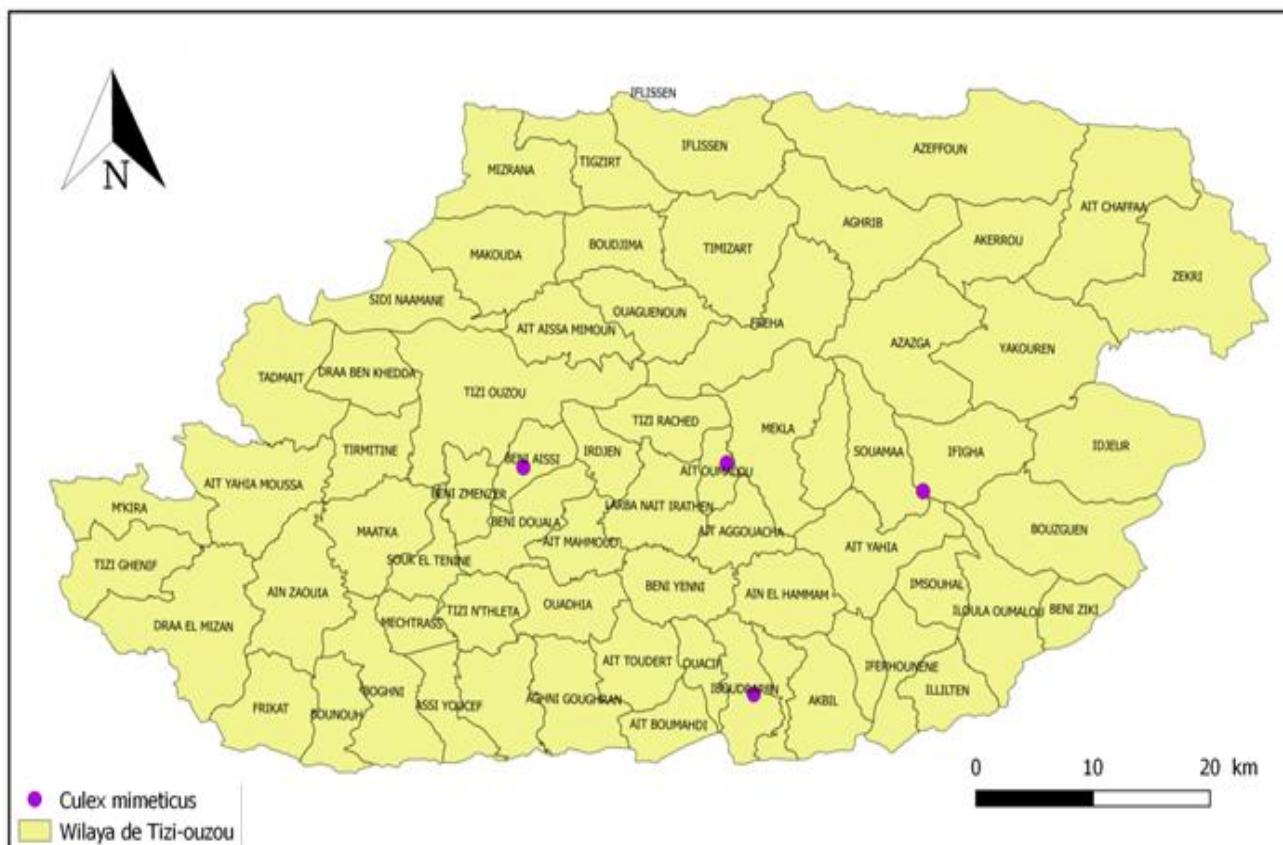 IFLISSEN
IFLISSEN
AZEFFOUN
TIGZIRT
MIZRANA
AIT CHAFFAA
AGHRIB
AKERROU
BOUDJIMA
TIMIZART
MAKOUDA
ZEKRI
SIDI NAAMANE
OUAGUENOUN
FREHA
AIT AISSA MIMOUN
AZAZGA
YAKOUREN
TADMAIT
DRAA BEN KHEDDA
TIZI OUZOU
TIZI RACHED
MEKLA
TIRMITINE
BENI AISSI
IRDJEN
SOUAMAA
IFIGHA
IDJEUR
AIT OUMALOU
AIT YAHIA MOUSSA
BENI ZMENZER
M'KIRA
LARBA NAIT IRATHEN
BENI DOUALA
MAATKA
AIT AGGOUACHA
BOUZGUEN
AIT MAHMOUD
AIT YAHIA
SOUK EL TENINE
TIZI GHENIF
IMSOUHAL
BENI YENNI
AIN EL HAMMAM
AIN ZAOUIA
OUADHIA
TIZI N'THLETA
ILOULA OUMALOU
BENI ZIKI
MECHTRASS
DRAA EL MIZAN
AIT TOUDERT
OUACIF
IFERHOUNENE
IBOUDRAREN
BOGHNI
ILLILTEN
AGHNI GOUGHRAN
AKBIL
FRIKAT
BOUNOUH
ASSI YOUCEF
AIT BOUMAHDI
N
0 10 20 km
Culex mimeticus
Wilaya de Tizi-ouzou